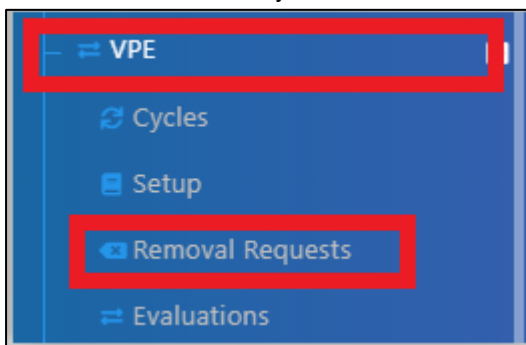 VPE
Cycles
Setup
Removal Requests
Evaluations